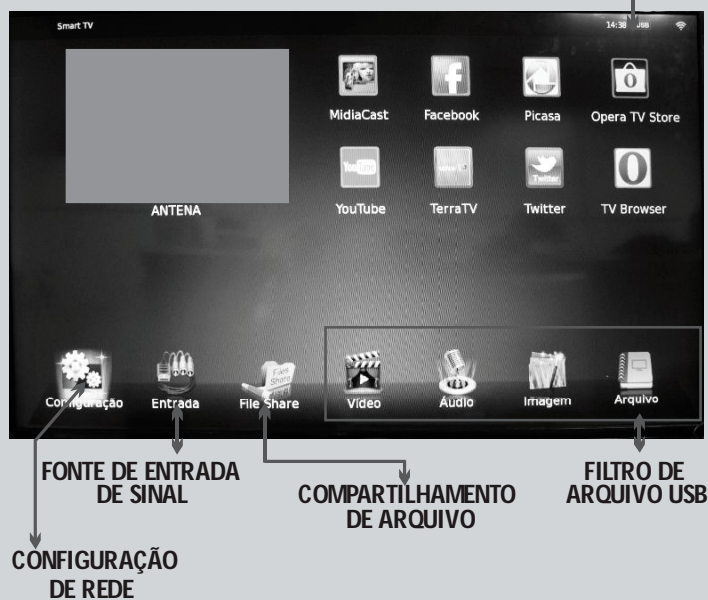 Smart TV
14:38 USB
MidiaCast Facebook Picasa Opera TV Store
ANTENA
YouTube TerraTV Twitter TV Browser
Configuração Entrada File Share Vídeo Áudio Imagem Arquivo
FONTE DE ENTRADA
DE SINAL
COMPARTILHAMENTO
DE ARQUIVO
FILTRO DE
ARQUIVO USB
CONFIGURAÇÃO
DE REDE